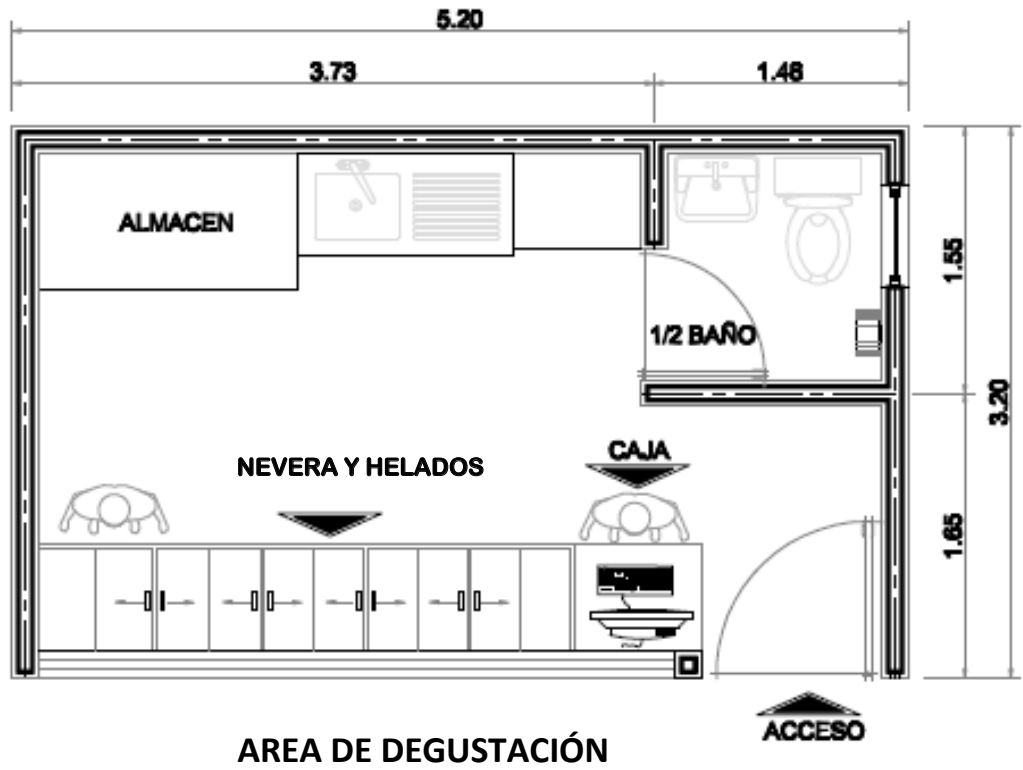 5.20
3.73
1.48
ALMACEN
1.55
1/2 BAÑO
3.20
CAJA
NEVERA Y HELADOS
1.65
ACCESO
AREA DE DEGUSTACIÓN